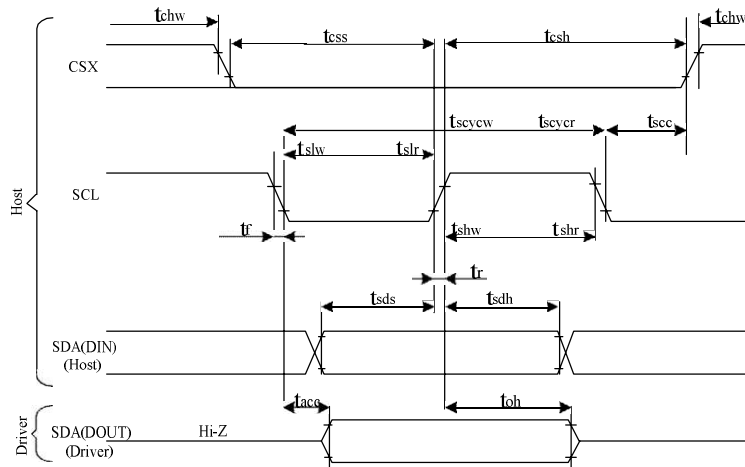 tchw
tcss
tcsh
tchw
CSX
tscycw
tscycr
tscc
tslw
tslr
SCL
Host
tf
tshw
tshr
tr
tsds
tsdh
SDA(DIN)
(Host)
tacc
toh
Driver
SDA(DOUT)
(Driver)
Hi-Z